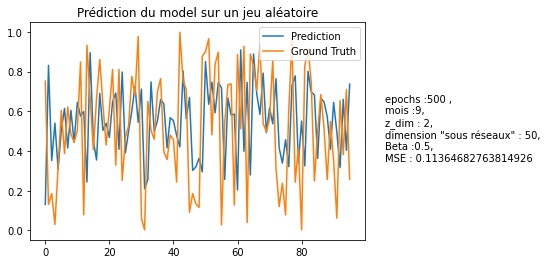 Prédiction du model sur un jeu aléatoire
Prediction
Ground Truth
1.0
0.8
0.6
0.4
0.2
0.0
0
20
40
60
80
epochs :500 ,
mois :9,
z_dim : 2,
dimension "sous réseaux" : 50,
Beta :0.5,
MSE : 0.11364682763814926